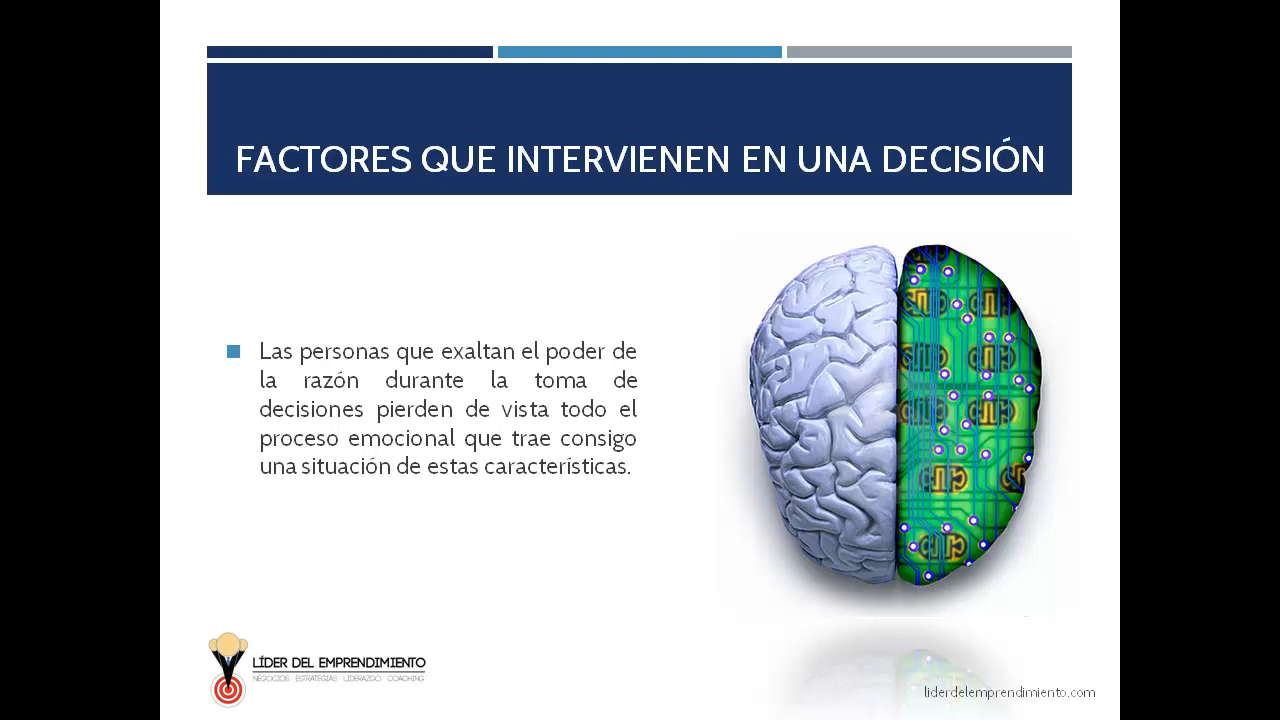 FACTORES QUE INTERVIENEN EN UNA DECISIÓN
Las personas que exaltan el poder de
la razón durante la toma de
decisiones pierden de vista todo el
proceso emocional que trae consigo
una situación de estas características.
LÍDER DEL EMPRENDIMIENTO
NEGOCIOS · ESTRATEGIAS · LIDERAZGO · COACHING
liderdelemprendimiento.com